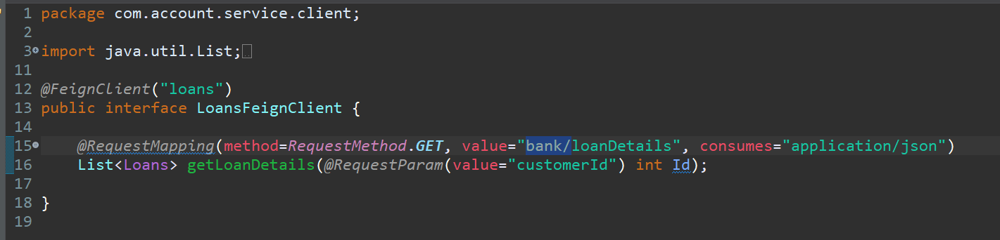 1 package com.account.service.client;
2
3 import java.util.List;
11
12 @FeignClient("loans")
13 public interface LoansFeignClient {
14
15 @RequestMapping(method=RequestMethod.GET, value="bank/loanDetails", consumes="application/json")
16 List<Loans> getLoanDetails(@RequestParam(value="customerId") int Id);
17
18 }
19